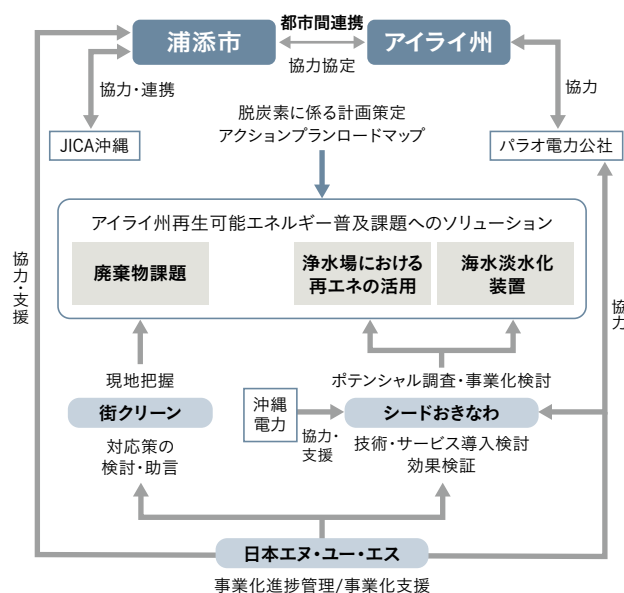 浦添市
都市間連携
協力協定
アイライ州
協力・連携
協力
JICA沖縄
脱炭素に係る計画策定
アクションプランロードマップ
パラオ電力公社
アイライ州再生可能エネルギー普及課題へのソリューション
廃棄物課題
浄水場における
再エネの活用
海水淡水化
装置
協力・支援
協力
現地把握
ポテンシャル調査・事業化検討
街クリーン
沖縄
電力
シードおきなわ
協力・
支援
対応策の
検討・助言
技術・サービス導入検討
効果検証
日本エヌ・ユー・エス
事業化進捗管理/事業化支援